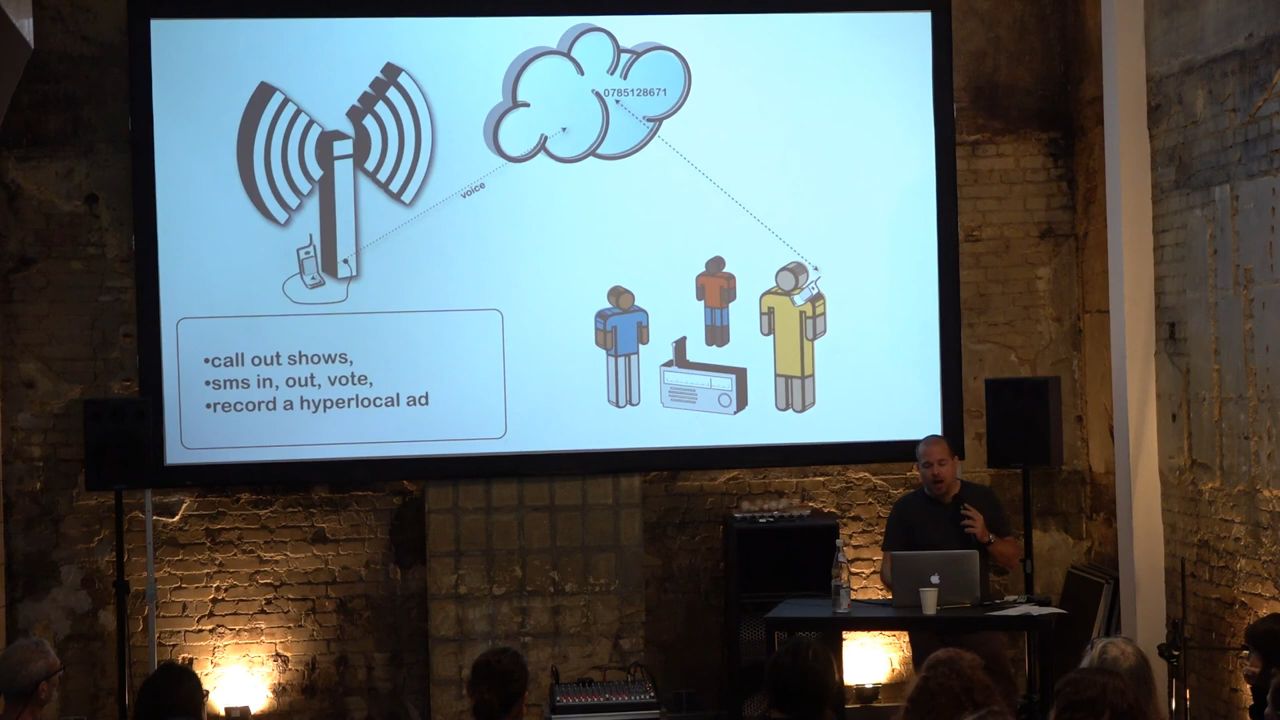 0785128671
voice
•call out shows,
•sms in, out, vote,
•record a hyperlocal ad